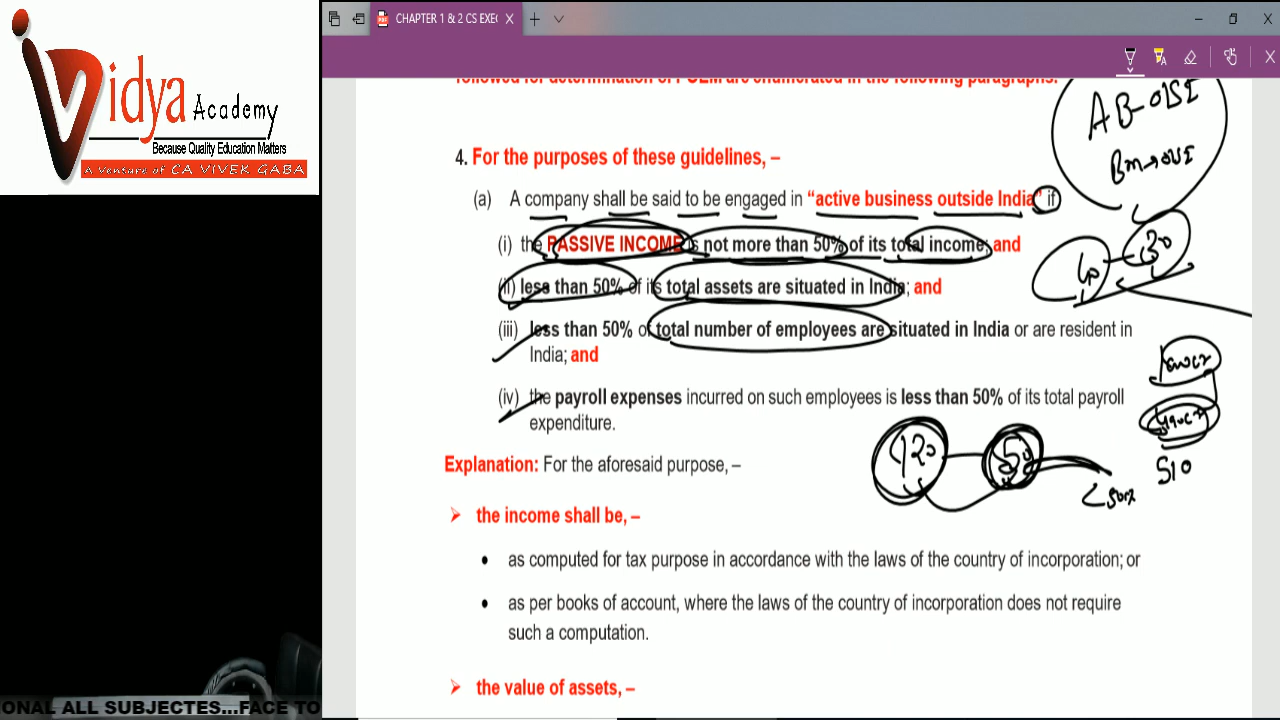 Vidya
Academy
Because Quality Education Matters
A Venture of CA VIVEK GABA
CHAPTER 1 & 2 CS EXEC
followed for determination of POEM are enumerated in the following paragraphs.
4. For the purposes of these guidelines, –
(a) A company shall be said to be engaged in “active business outside India” if
(i) the PASSIVE INCOME is not more than 50% of its total income; and
(ii) less than 50% of its total assets are situated in India; and
(iii) less than 50% of total number of employees are situated in India or are resident in
India; and
(iv) the payroll expenses incurred on such employees is less than 50% of its total payroll
expenditure.
Explanation: For the aforesaid purpose, –
➢ the income shall be, –
• as computed for tax purpose in accordance with the laws of the country of incorporation; or
• as per books of account, where the laws of the country of incorporation does not require
such a computation.
➢ the value of assets, –
AB-OISI
30
50
510
ONAL ALL SUBJECTES...FACE TO